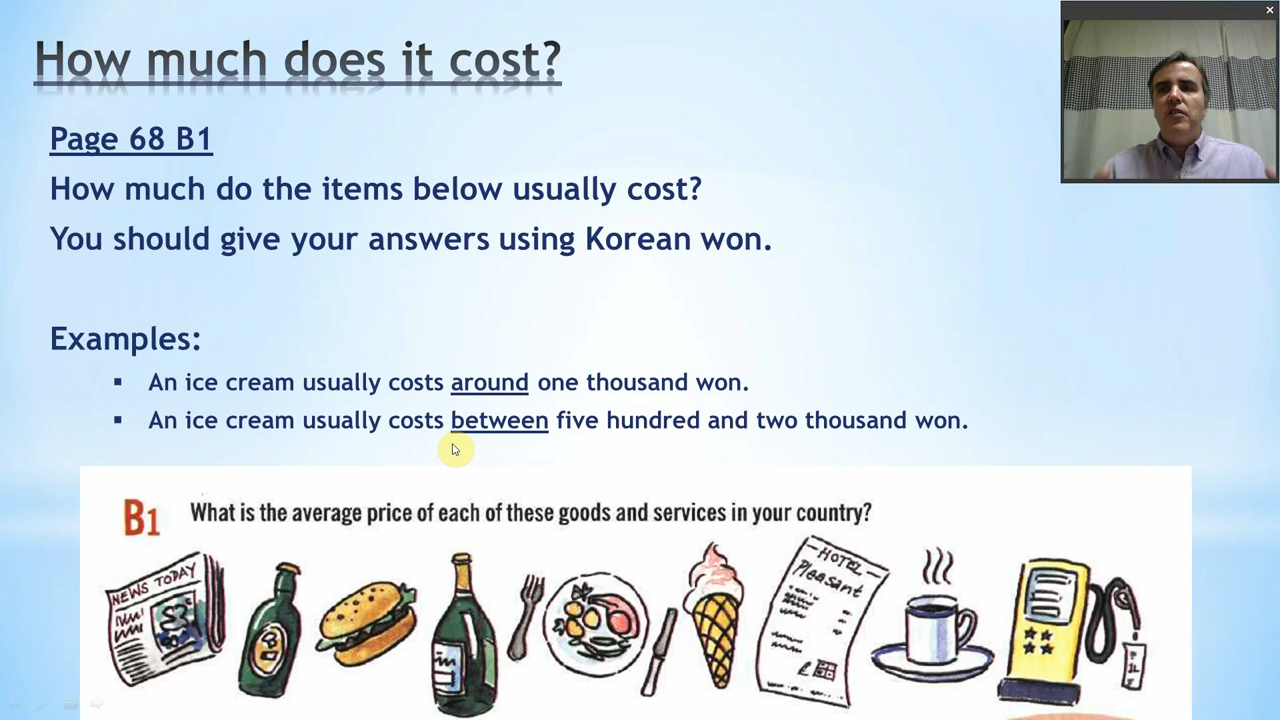 How much does it cost?
Page 68 B1
How much do the items below usually cost?
You should give your answers using Korean won.
Examples:
▪ An ice cream usually costs around one thousand won.
▪ An ice cream usually costs between five hundred and two thousand won.
B1 What is the average price of each of these goods and services in your country?
NEWS TODAY
HOTEL
Pleasant